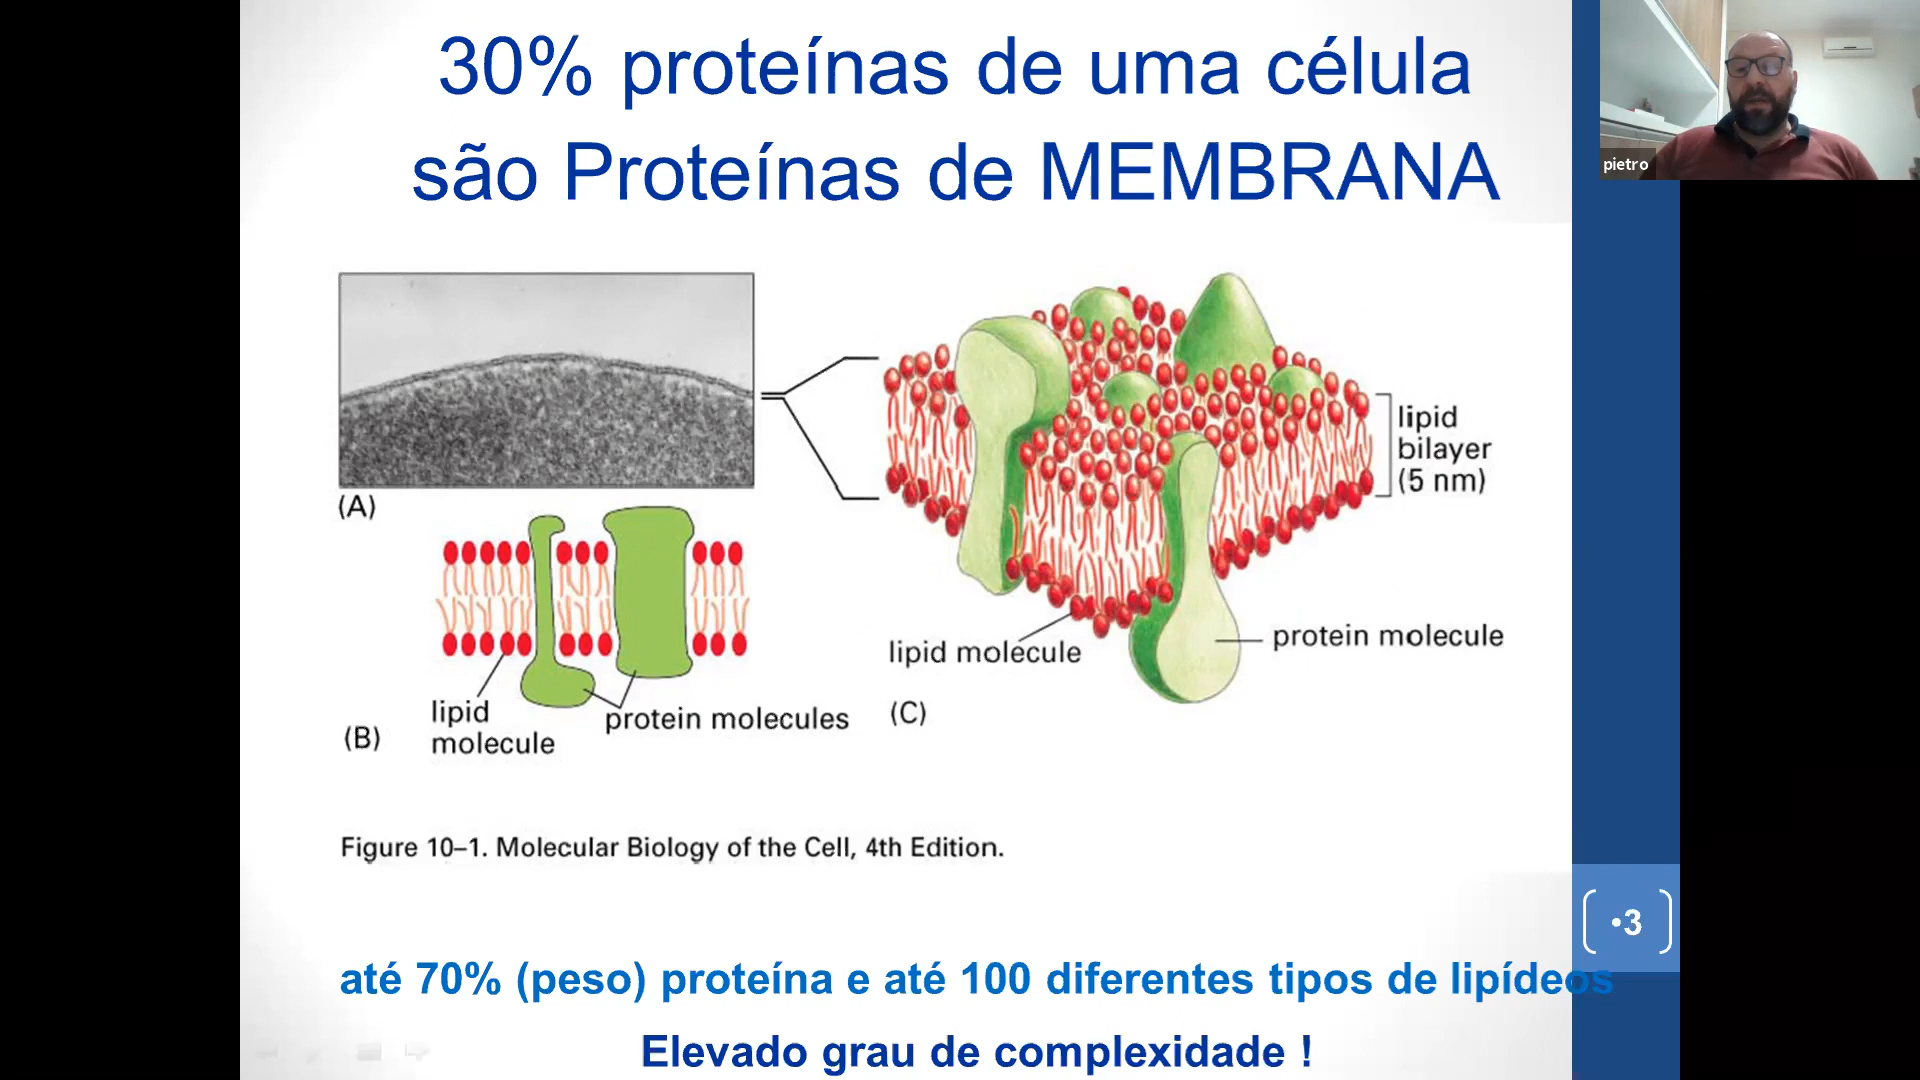 30% proteínas de uma célula
são Proteínas de MEMBRANA
pietro
(A)
lipid
bilayer
(5 nm)
lipid
molecule
protein molecules
(B)
lipid molecule
protein molecule
(C)
Figure 10–1. Molecular Biology of the Cell, 4th Edition.
•3
até 70% (peso) proteína e até 100 diferentes tipos de lipídeos
Elevado grau de complexidade !